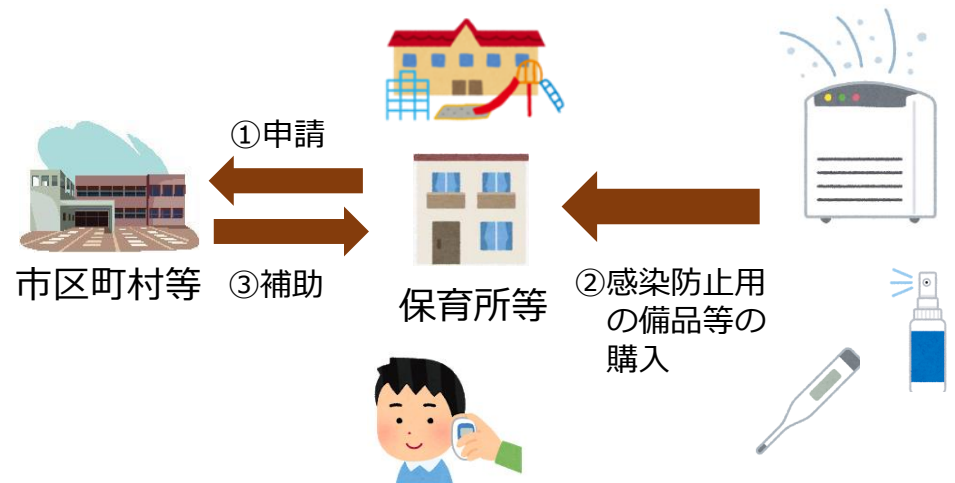 ①申請
市区町村等
③補助
保育所等
②感染防止用
の備品等の
購入